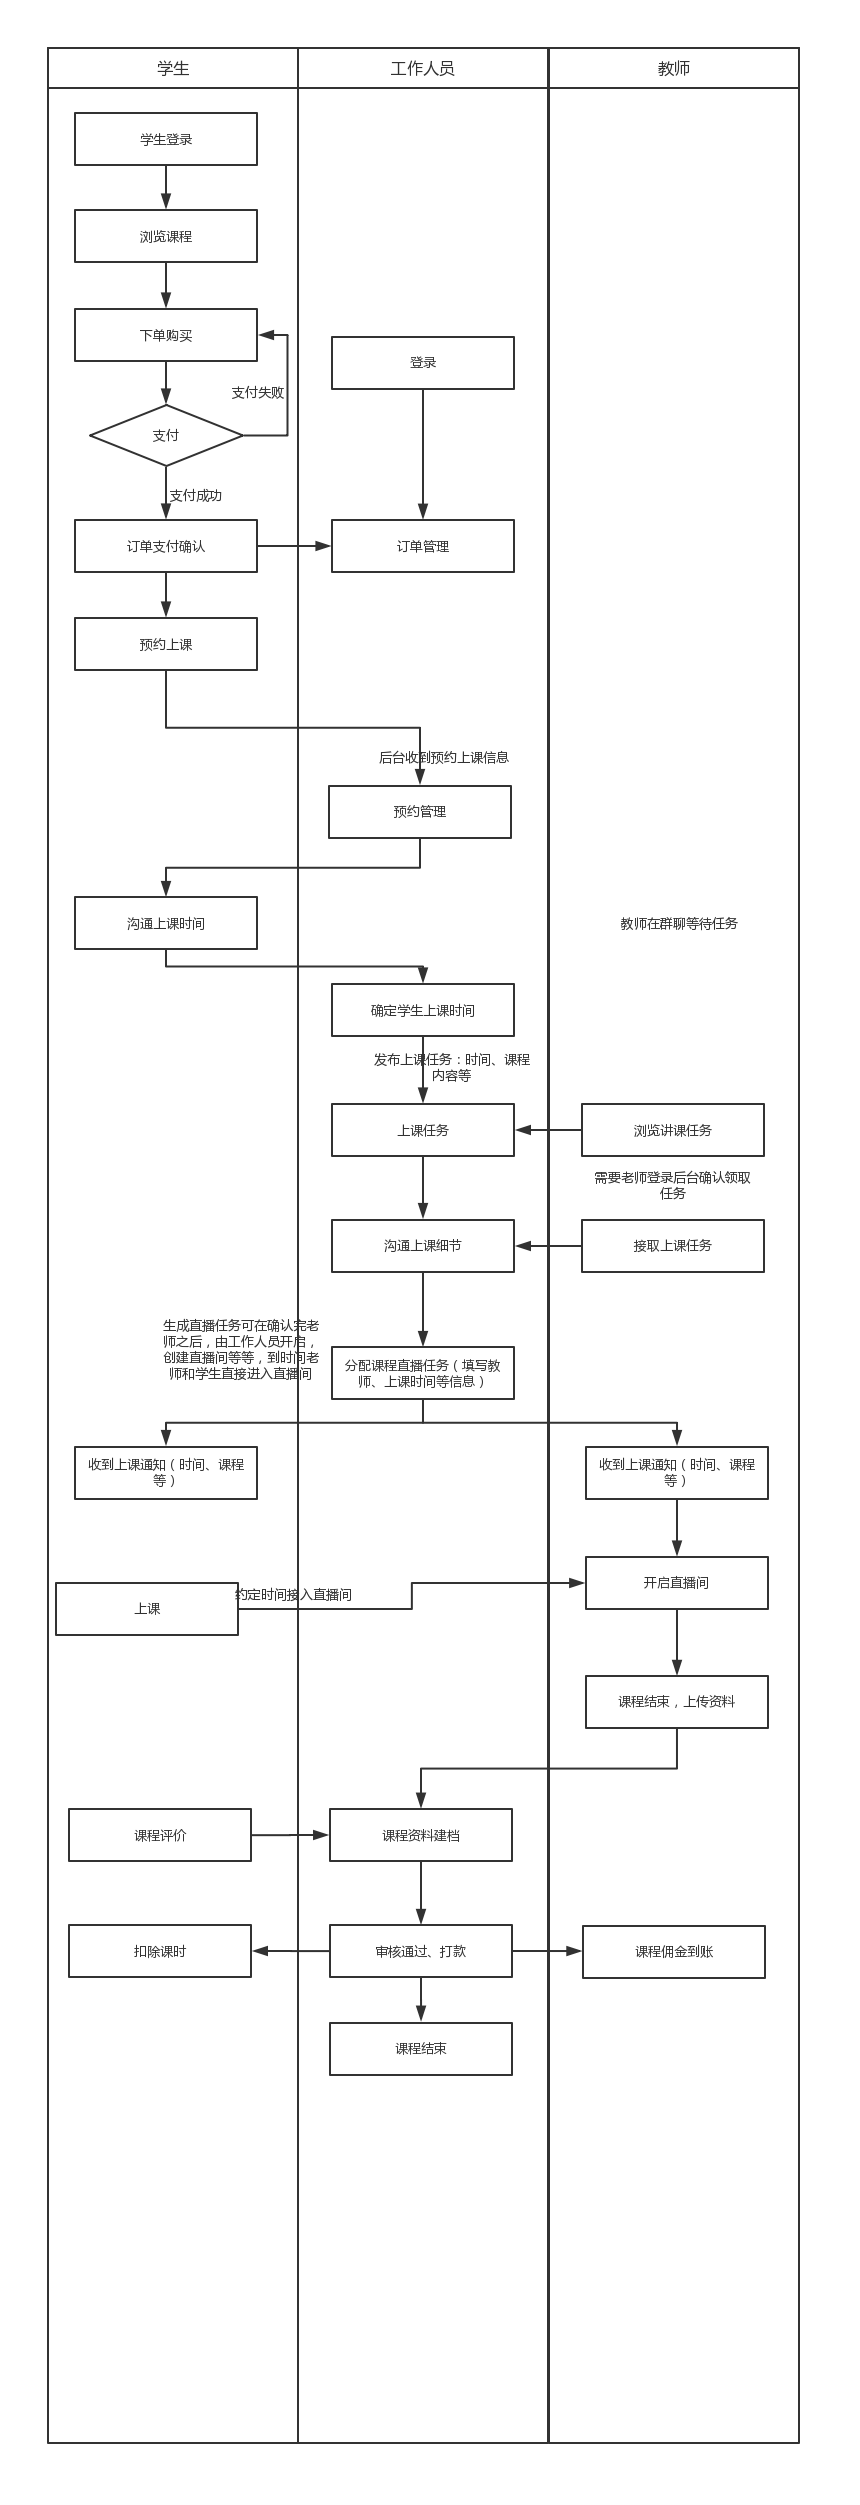 学生
工作人员
教师
学生登录
浏览课程
下单购买
登录
支付失败
支付
支付成功
订单支付确认
订单管理
预约上课
后台收到预约上课信息
预约管理
沟通上课时间
教师在群聊等待任务
确定学生上课时间
发布上课任务：时间、课程
内容等
上课任务
浏览讲课任务
需要老师登录后台确认领取
任务
沟通上课细节
接取上课任务
生成直播任务可在确认完老
师之后，由工作人员开启，
创建直播间等等，到时间老
师和学生直接进入直播间
分配课程直播任务（填写教
师、上课时间等信息）
收到上课通知（时间、课程
等）
收到上课通知（时间、课程
等）
开启直播间
约定时间接入直播间
上课
课程结束，上传资料
课程评价
课程资料建档
扣除课时
审核通过、打款
课程佣金到账
课程结束